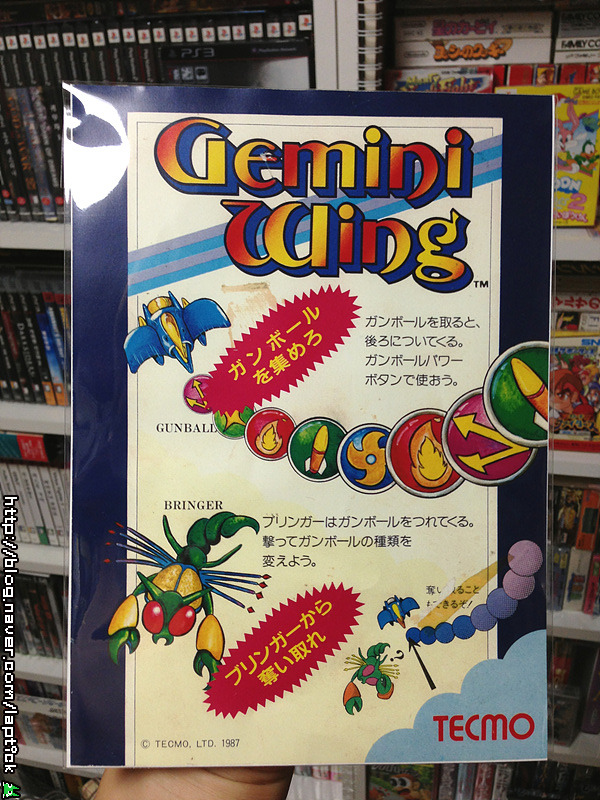 PS3
FAMILY CO
Gemini
Wing
TM
ガンボール
を集めろ
ガンボールを取ると、
後ろについてくる。
ガンボールパワー
ボタンで使おう。
GUNBALL
BRINGER
ブリンガーはガンボールをつれてくる。
撃ってガンボールの種類を
変えよう。
ブリンガーから
奪い取れ
TECMO
© TECMO, LTD. 1987
http://blog.naver.com/